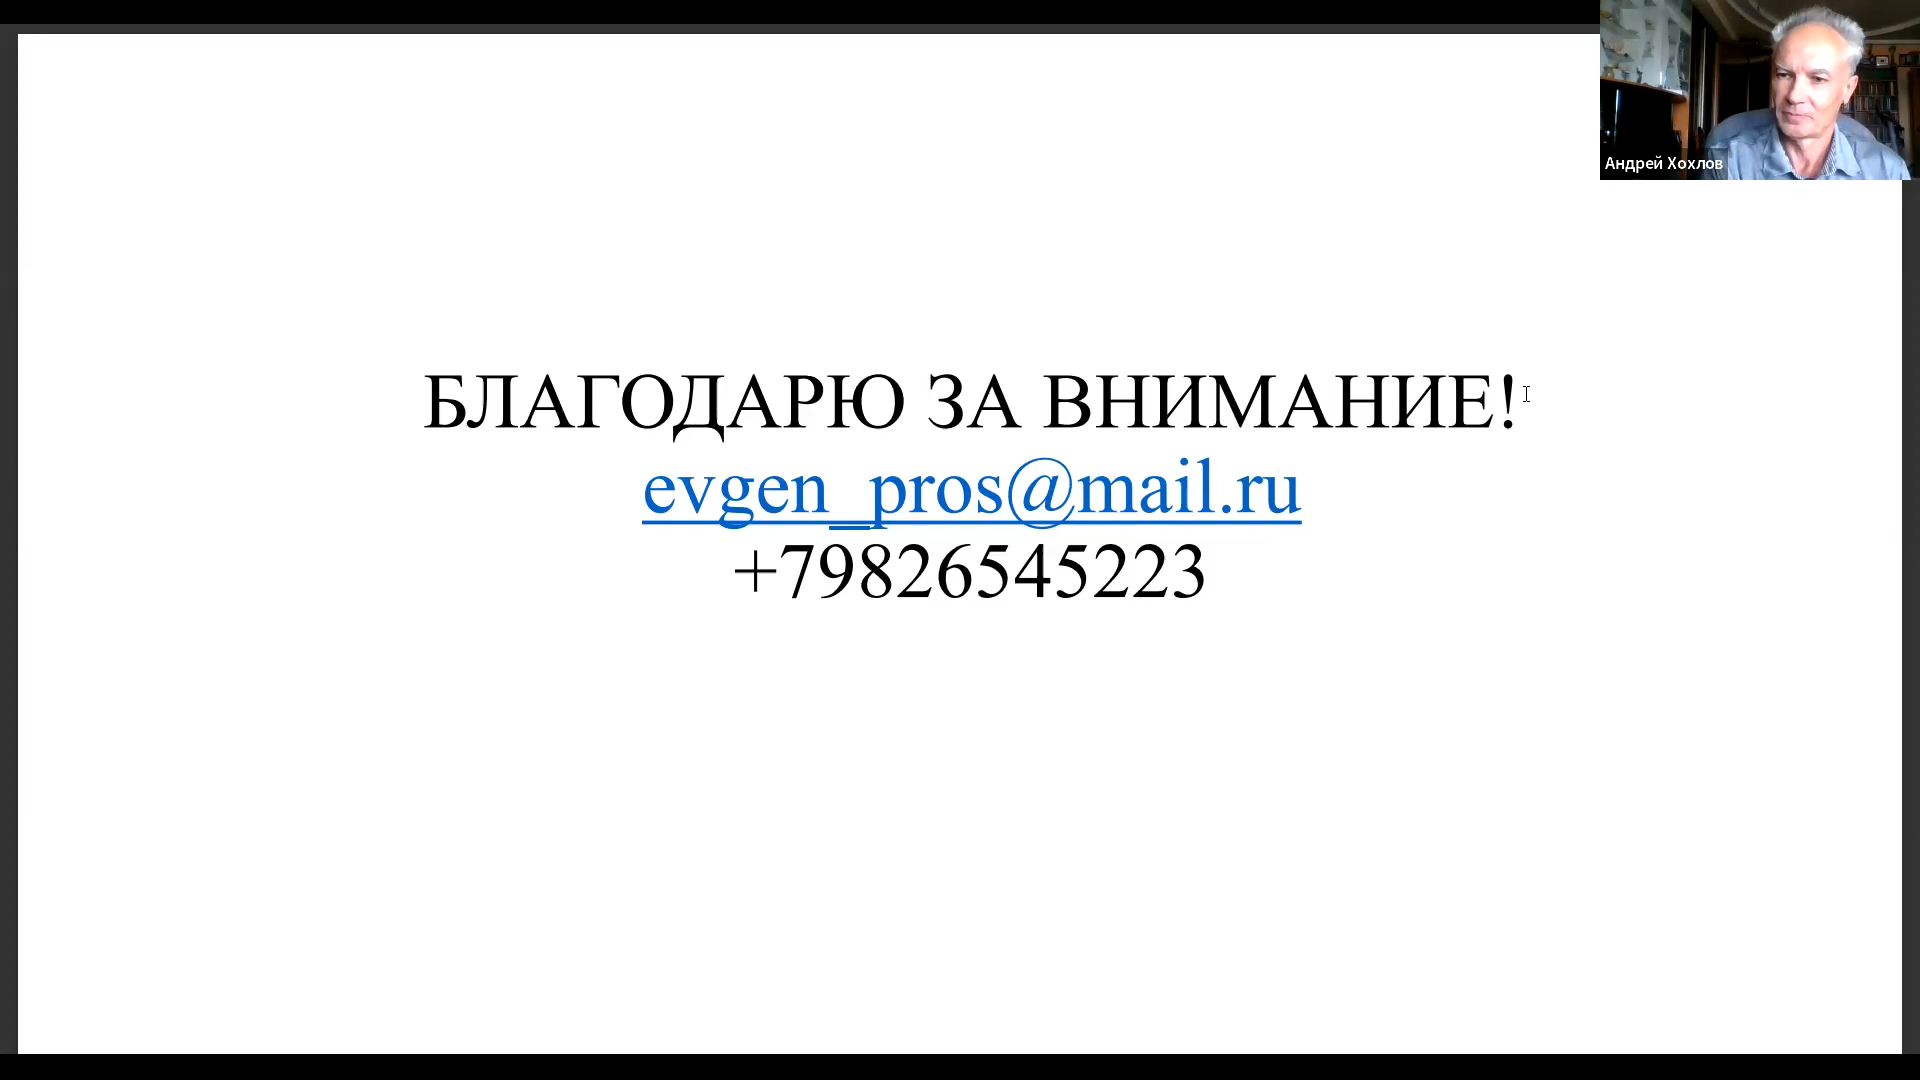 Андрей Хохлов
БЛАГОДАРЮ ЗА ВНИМАНИЕ!
evgen_pros@mail.ru
+79826545223